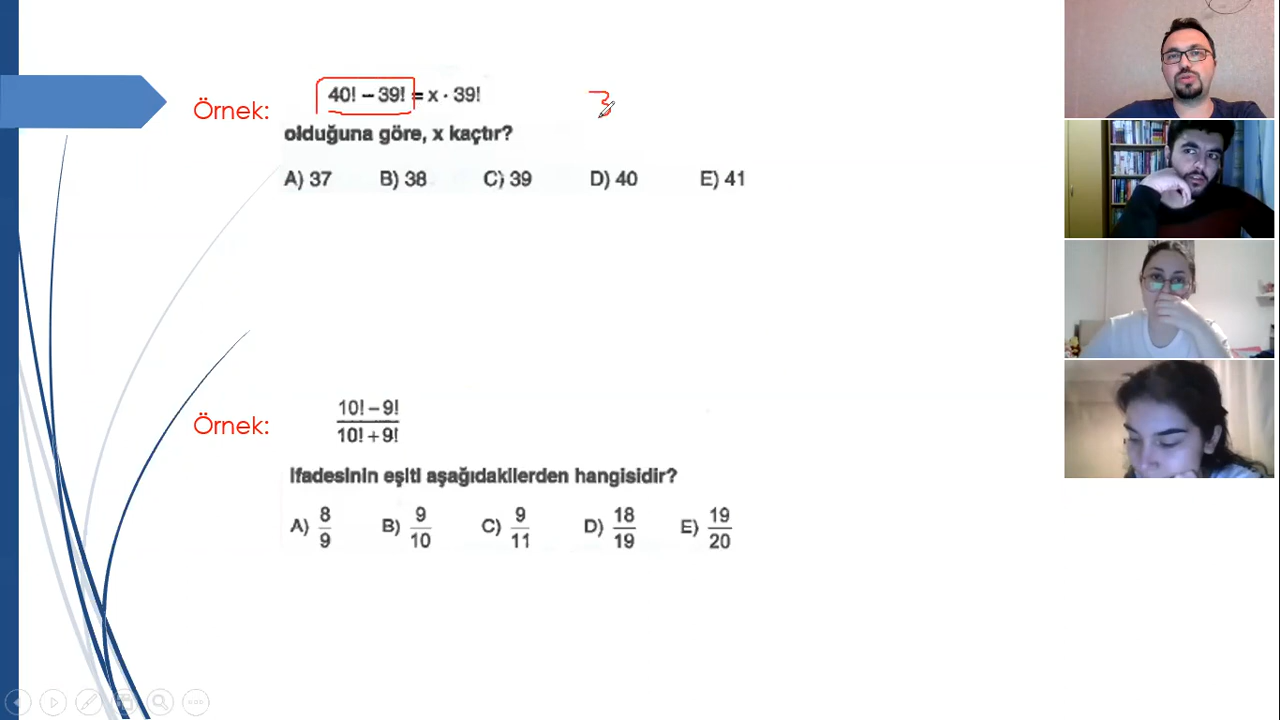 Örnek: 40! – 39! = x · 39!
3
olduğuna göre, x kaçtır?
A) 37 B) 38 C) 39 D) 40 E) 41
Örnek: 10! – 9! / 10! + 9!
ifadesinin eşiti aşağıdakilerden hangisidir?
A) 8/9 B) 9/10 C) 9/11 D) 18/19 E) 19/20